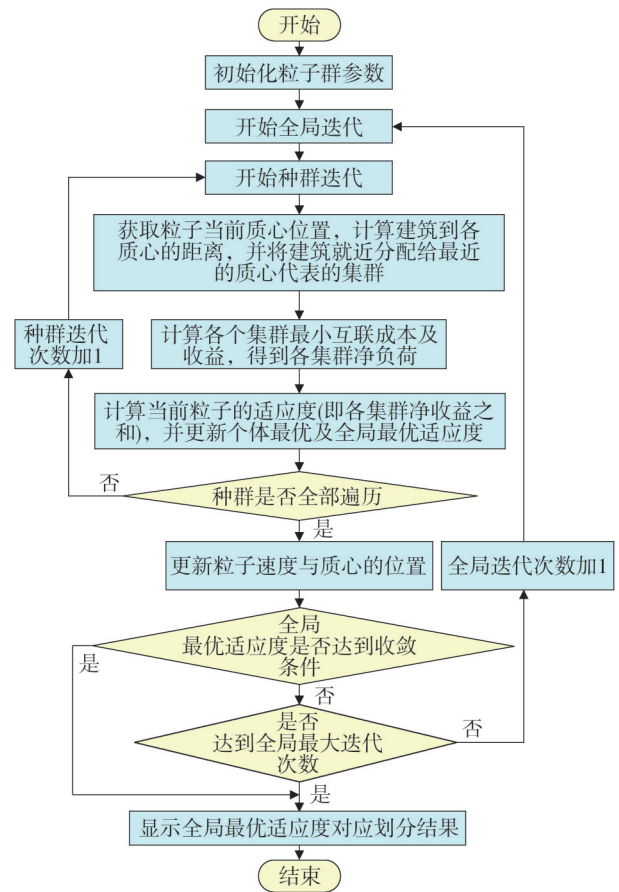 开始
初始化粒子群参数
开始全局迭代
开始种群迭代
获取粒子当前质心位置，计算建筑到各
质心的距离，并将建筑就近分配给最近
的质心代表的集群
种群迭代
次数加1
计算各个集群最小互联成本及
收益，得到各集群净负荷
计算当前粒子的适应度(即各集群净收益之
和)，并更新个体最优及全局最优适应度
否
种群是否全部遍历
是
更新粒子速度与质心的位置
全局迭代次数加1
全局
最优适应度是否达到收敛
条件
是
否
是否
达到全局最大迭代
次数
否
是
显示全局最优适应度对应划分结果
结束